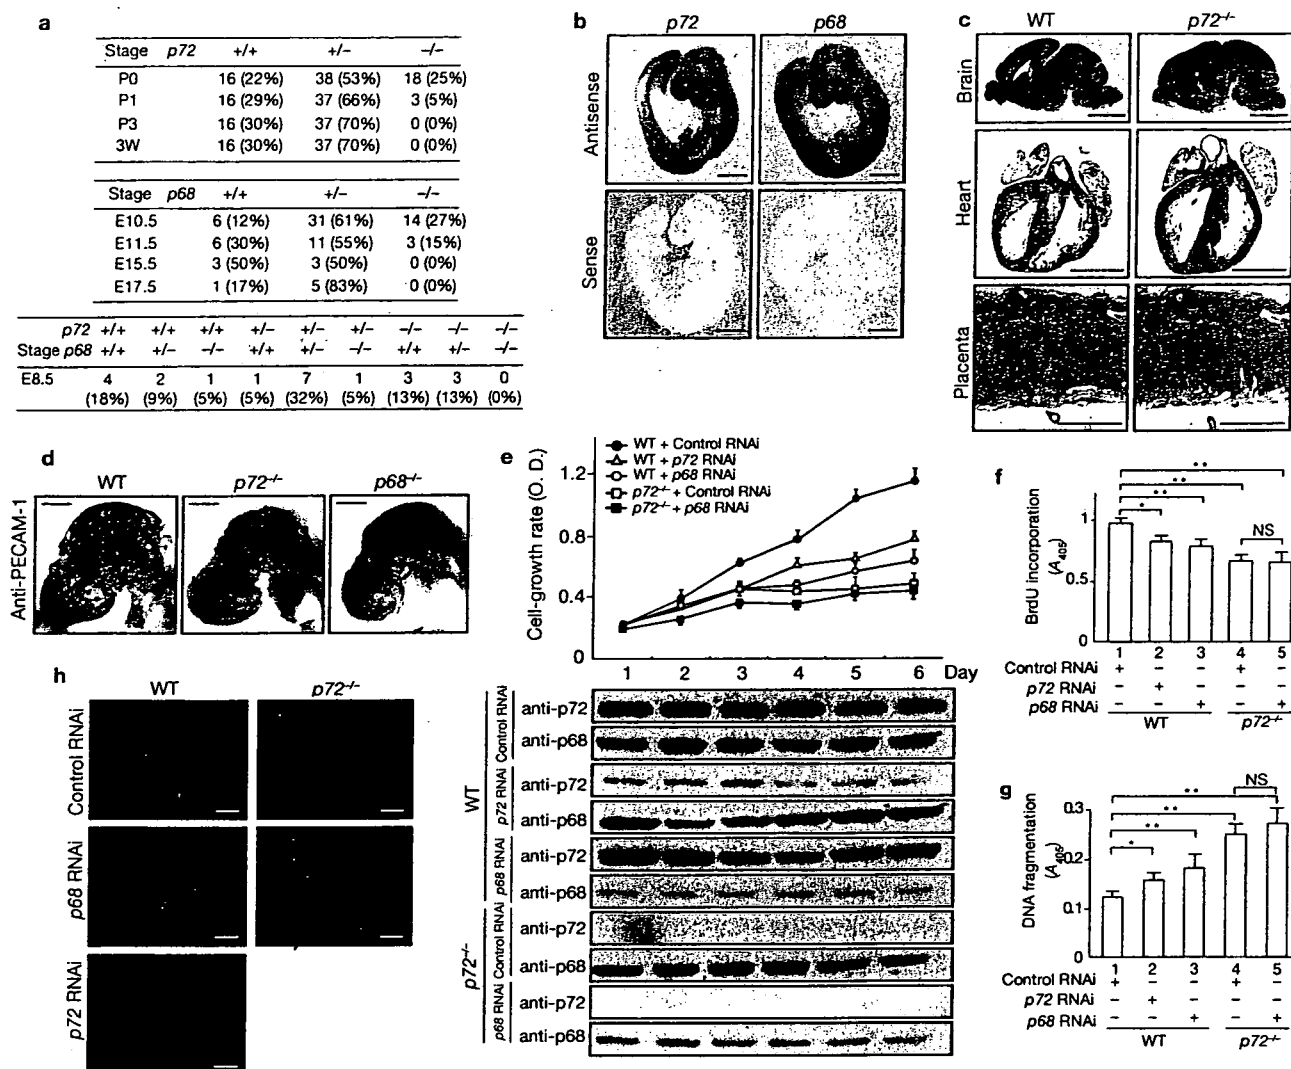 a
Stage p72 +/+ +/– –/–
P0 16 (22%) 38 (53%) 18 (25%)
P1 16 (29%) 37 (66%) 3 (5%)
P3 16 (30%) 37 (70%) 0 (0%)
3W 16 (30%) 37 (70%) 0 (0%)
Stage p68 +/+ +/– –/–
E10.5 6 (12%) 31 (61%) 14 (27%)
E11.5 6 (30%) 11 (55%) 3 (15%)
E15.5 3 (50%) 3 (50%) 0 (0%)
E17.5 1 (17%) 5 (83%) 0 (0%)
p72 +/+ +/+ +/+ +/– +/– +/– –/– –/– –/–
Stage p68 +/+ +/– –/– +/+ +/– –/– +/+ +/– –/–
E8.5 4 2 1 1 7 1 3 3 0
(18%) (9%) (5%) (5%) (32%) (5%) (13%) (13%) (0%)
b
p72 p68
Antisense
Sense
c
WT p72–/–
Brain
Heart
Placenta
d
WT p72–/– p68–/–
Anti-PECAM-1
e
Cell-growth rate (O. D.)
WT + Control RNAi
WT + p72 RNAi
WT + p68 RNAi
p72–/– + Control RNAi
p72–/– + p68 RNAi
1.2
0.8
0.4
0
1 2 3 4 5 6 Day
WT
Control RNAi
anti-p72
anti-p68
p72 RNAi
anti-p72
anti-p68
p68 RNAi
anti-p72
anti-p68
p72–/–
Control RNAi
anti-p72
anti-p68
p68 RNAi
anti-p72
anti-p68
f
BrdU incorporation
(A405)
1
0.5
0
**
**
**
*
NS
1 2 3 4 5
Control RNAi + – – + –
p72 RNAi – + – – –
p68 RNAi – – + – +
WT p72–/–
g
DNA fragmentation
(A405)
0.3
0.2
0.1
0
NS
**
**
**
*
1 2 3 4 5
Control RNAi + – – + –
p72 RNAi – + – – –
p68 RNAi – – + – +
WT p72–/–
h
WT p72–/–
Control RNAi
p68 RNAi
p72 RNAi